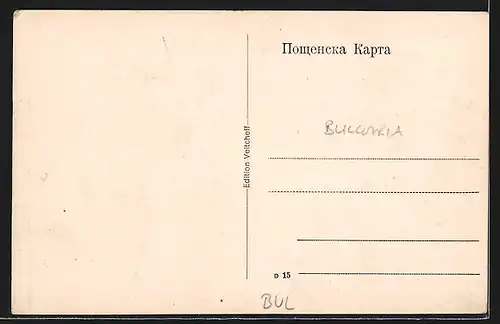 Пощенска Карта
BULGARIA
Edition Veltcheff
D 15
BUL